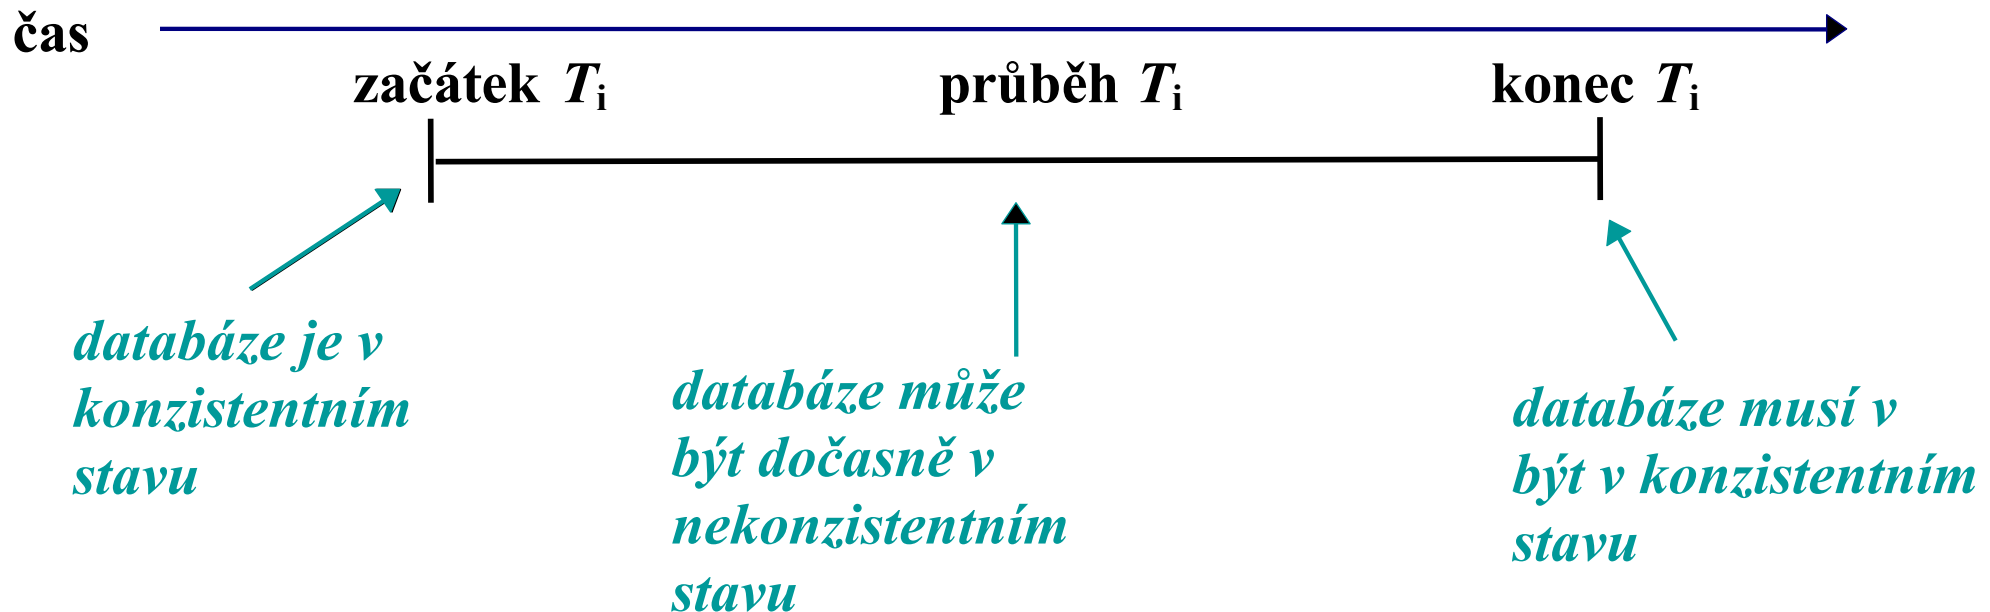 čas
začátek Ti
průběh Ti
konec Ti
databáze je v
konzistentním
stavu
databáze může
být dočasně v
nekonzistentním
stavu
databáze musí v
být v konzistentním
stavu